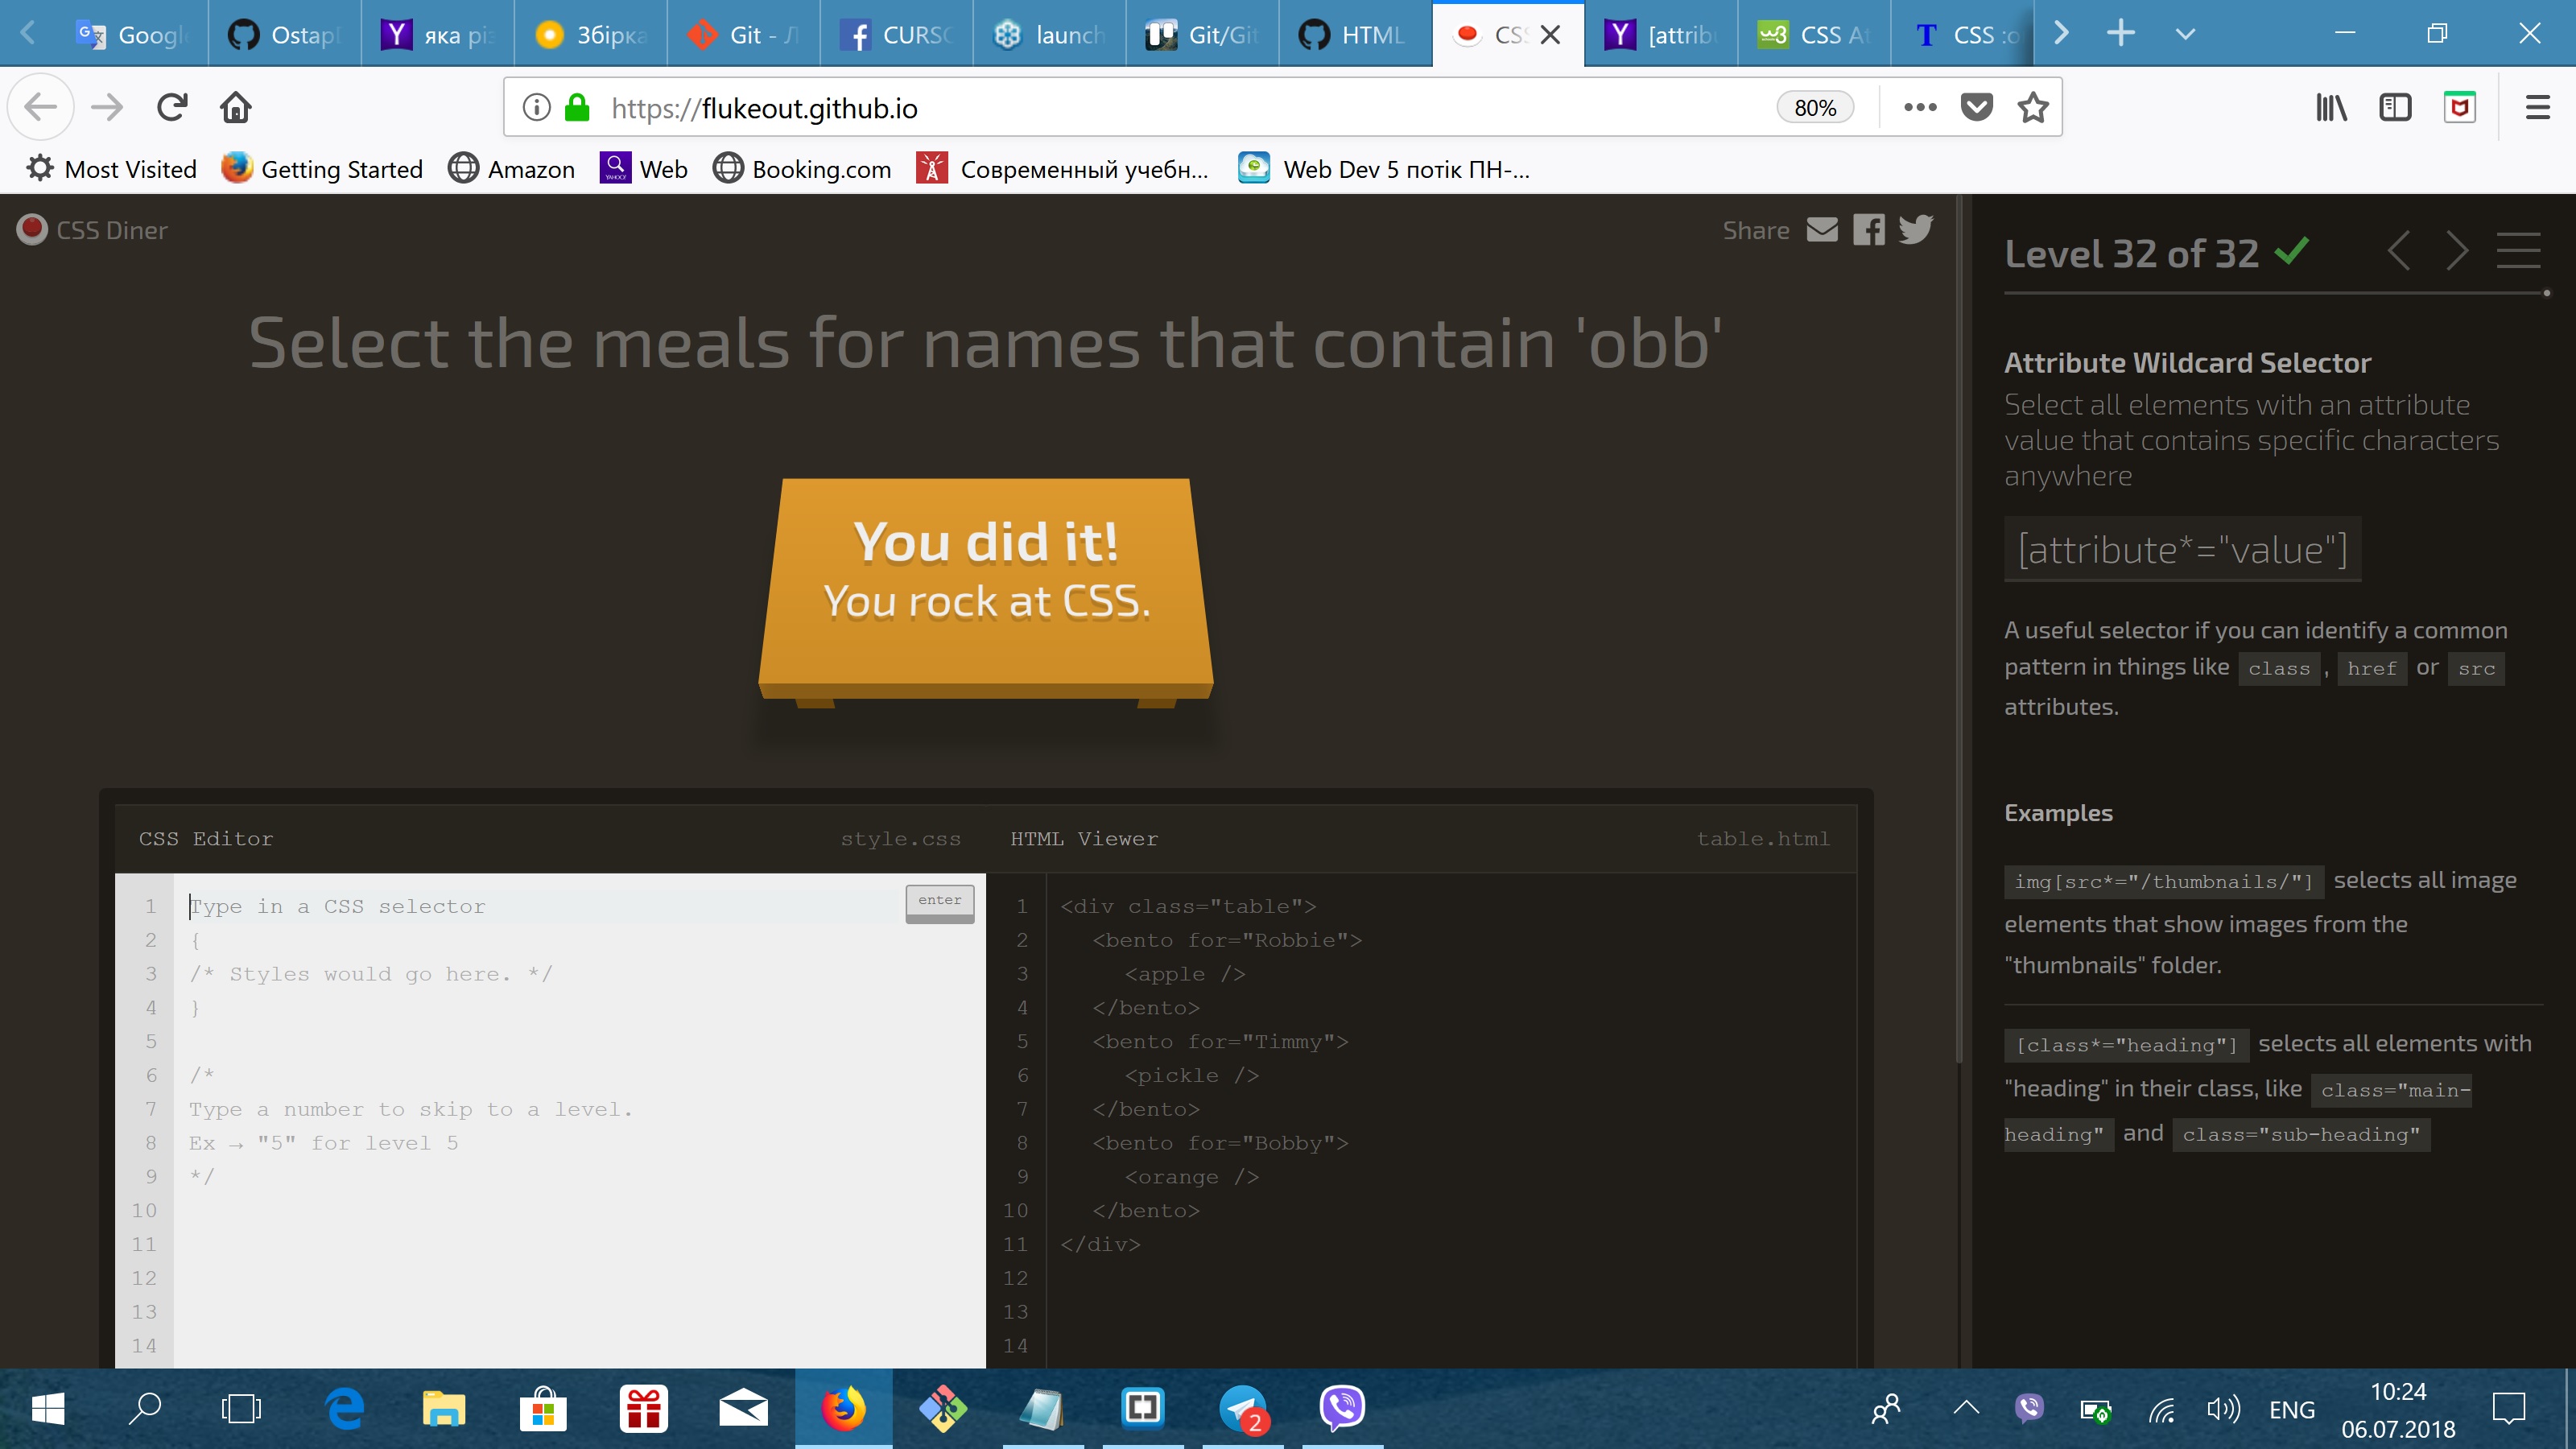 Googl
OstapI
яка різ
Збірка
Git - Л
CURSO
launch
Git/Git
HTML
CSS
[attrib
CSS At
CSS :o
https://flukeout.github.io
80%
Most Visited
Getting Started
Amazon
Web
Booking.com
Современный учебн...
Web Dev 5 потік ПН-...
CSS Diner
Share
Level 32 of 32
Select the meals for names that contain 'obb'
You did it!
You rock at CSS.
Attribute Wildcard Selector
Select all elements with an attribute
value that contains specific characters
anywhere
[attribute*="value"]
A useful selector if you can identify a common
pattern in things like class , href or src
attributes.
Examples
img[src*="/thumbnails/"] selects all image
elements that show images from the
"thumbnails" folder.
[class*="heading"] selects all elements with
"heading" in their class, like class="main-
heading" and class="sub-heading"
CSS Editor
style.css
1 Type in a CSS selector
enter
2 {
3 /* Styles would go here. */
4 }
5
6 /*
7 Type a number to skip to a level.
8 Ex → "5" for level 5
9 */
10
11
12
13
14
HTML Viewer
table.html
1 <div class="table">
2 <bento for="Robbie">
3 <apple />
4 </bento>
5 <bento for="Timmy">
6 <pickle />
7 </bento>
8 <bento for="Bobby">
9 <orange />
10 </bento>
11 </div>
12
13
14
2
ENG
10:24
06.07.2018